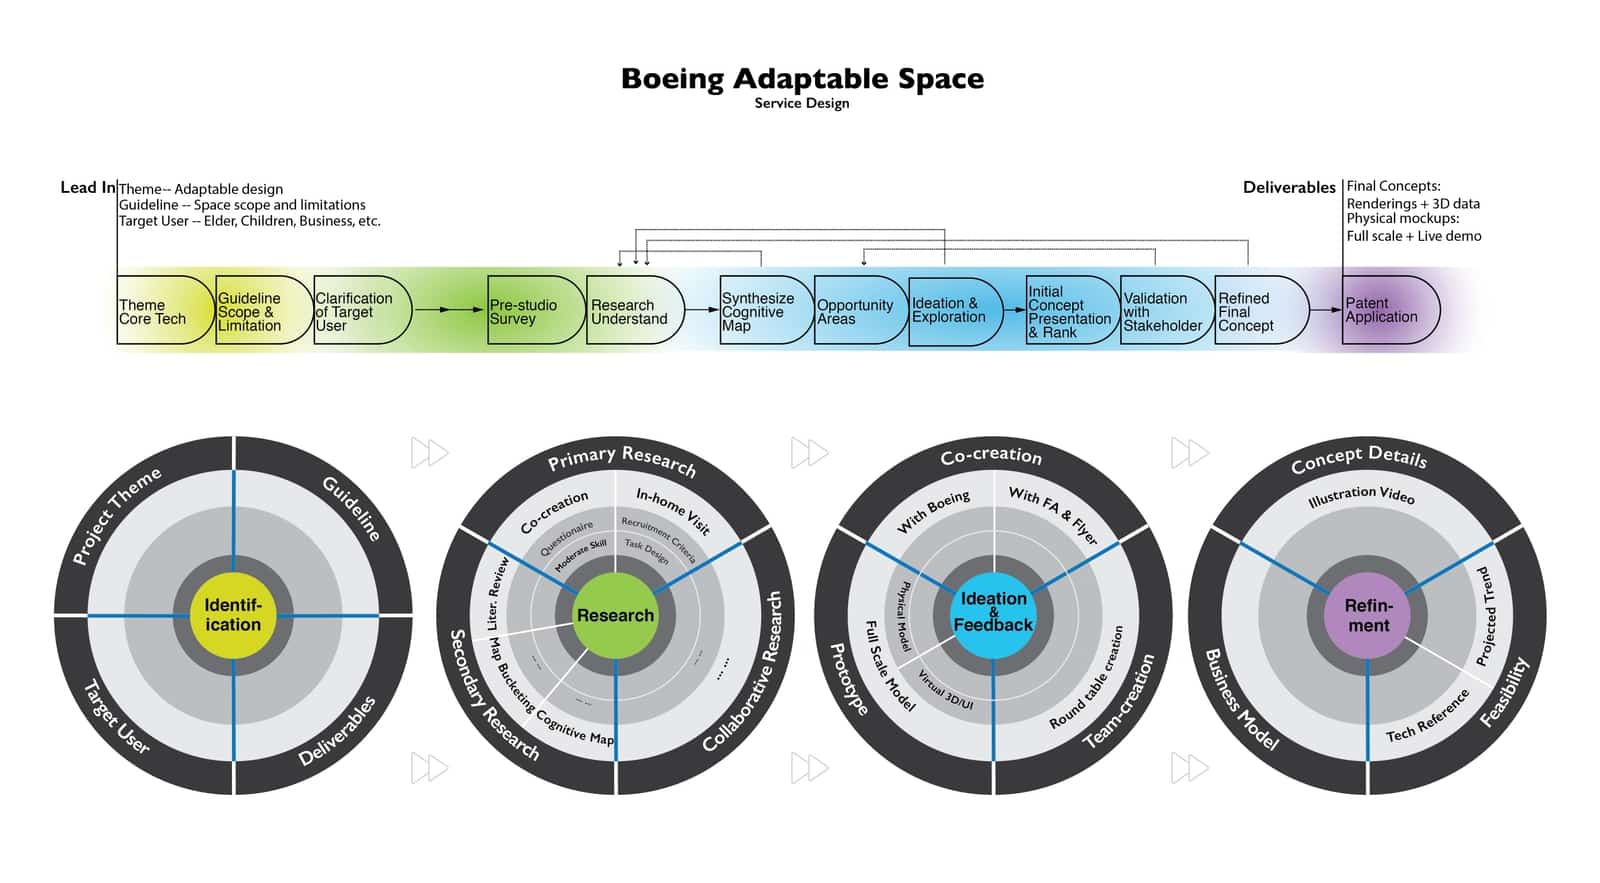 Boeing Adaptable Space
Service Design
Lead In
Theme-- Adaptable design
Guideline -- Space scope and limitations
Target User -- Elder, Children, Business, etc.
Deliverables
Final Concepts:
Renderings + 3D data
Physical mockups:
Full scale + Live demo
Theme
Core Tech
Guideline
Scope &
Limitation
Clarification
of Target
User
Pre-studio
Survey
Research
Understand
Synthesize
Cognitive
Map
Opportunity
Areas
Ideation &
Exploration
Initial
Concept
Presentation
& Rank
Validation
with
Stakeholder
Refined
Final
Concept
Patent
Application
Project Theme
Guideline
Target User
Deliverables
Identif-
ication
Primary Research
Co-creation
In-home Visit
Questionaire
Recruitment Criteria
Moderate Skill
Task Design
Liter. Review
Map Bucketing
Cognitive Map
Secondary Research
Collaborative Research
... ...
... ...
... ...
... ...
Research
Co-creation
With Boeing
With FA & Flyer
Physical Model
Full Scale Model
Virtual 3D/UI
Round table creation
Prototype
Team-creation
Ideation
&
Feedback
Concept Details
Illustration Video
Projected Trend
Tech Reference
Business Model
Feasibility
Refin-
ment